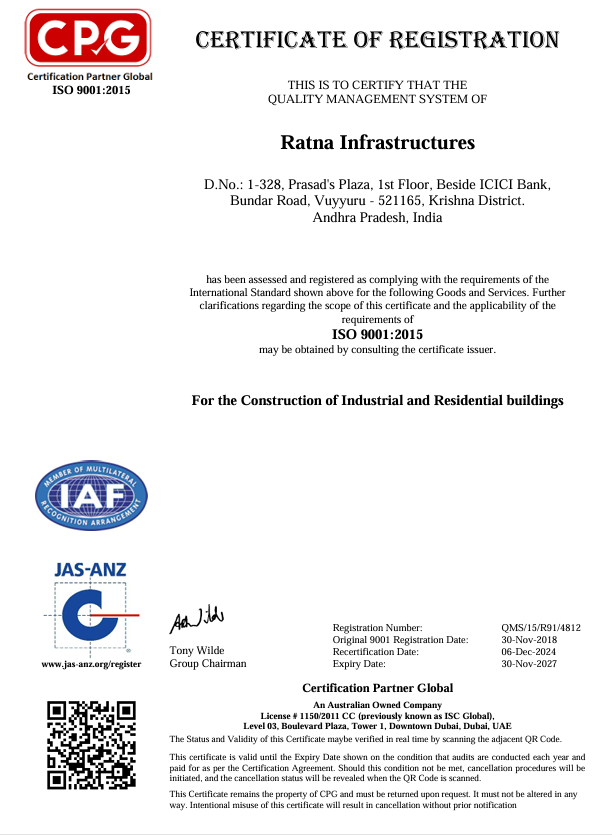 CPG
Certification Partner Global
ISO 9001:2015
CERTIFICATE OF REGISTRATION
THIS IS TO CERTIFY THAT THE
QUALITY MANAGEMENT SYSTEM OF
Ratna Infrastructures
D.No.: 1-328, Prasad's Plaza, 1st Floor, Beside ICICI Bank,
Bundar Road, Vuyyuru - 521165, Krishna District.
Andhra Pradesh, India
has been assessed and registered as complying with the requirements of the
International Standard shown above for the following Goods and Services. Further
clarifications regarding the scope of this certificate and the applicability of the
requirements of
ISO 9001:2015
may be obtained by consulting the certificate issuer.
For the Construction of Industrial and Residential buildings
MEMBER OF MULTILATERAL
IAF
RECOGNITION ARRANGEMENT
JAS-ANZ
C
www.jas-anz.org/register
Tony Wilde
Group Chairman
Registration Number: QMS/15/R91/4812
Original 9001 Registration Date: 30-Nov-2018
Recertification Date: 06-Dec-2024
Expiry Date: 30-Nov-2027
Certification Partner Global
An Australian Owned Company
License # 1150/2011 CC (previously known as ISC Global),
Level 03, Boulevard Plaza, Tower 1, Downtown Dubai, Dubai, UAE
The Status and Validity of this Certificate maybe verified in real time by scanning the adjacent QR Code.
This certificate is valid until the Expiry Date shown on the condition that audits are conducted each year and
paid for as per the Certification Agreement. Should this condition not be met, cancellation procedures will be
initiated, and the cancellation status will be revealed when the QR Code is scanned.
This Certificate remains the property of CPG and must be returned upon request. It must not be altered in any
way. Intentional misuse of this certificate will result in cancellation without prior notification